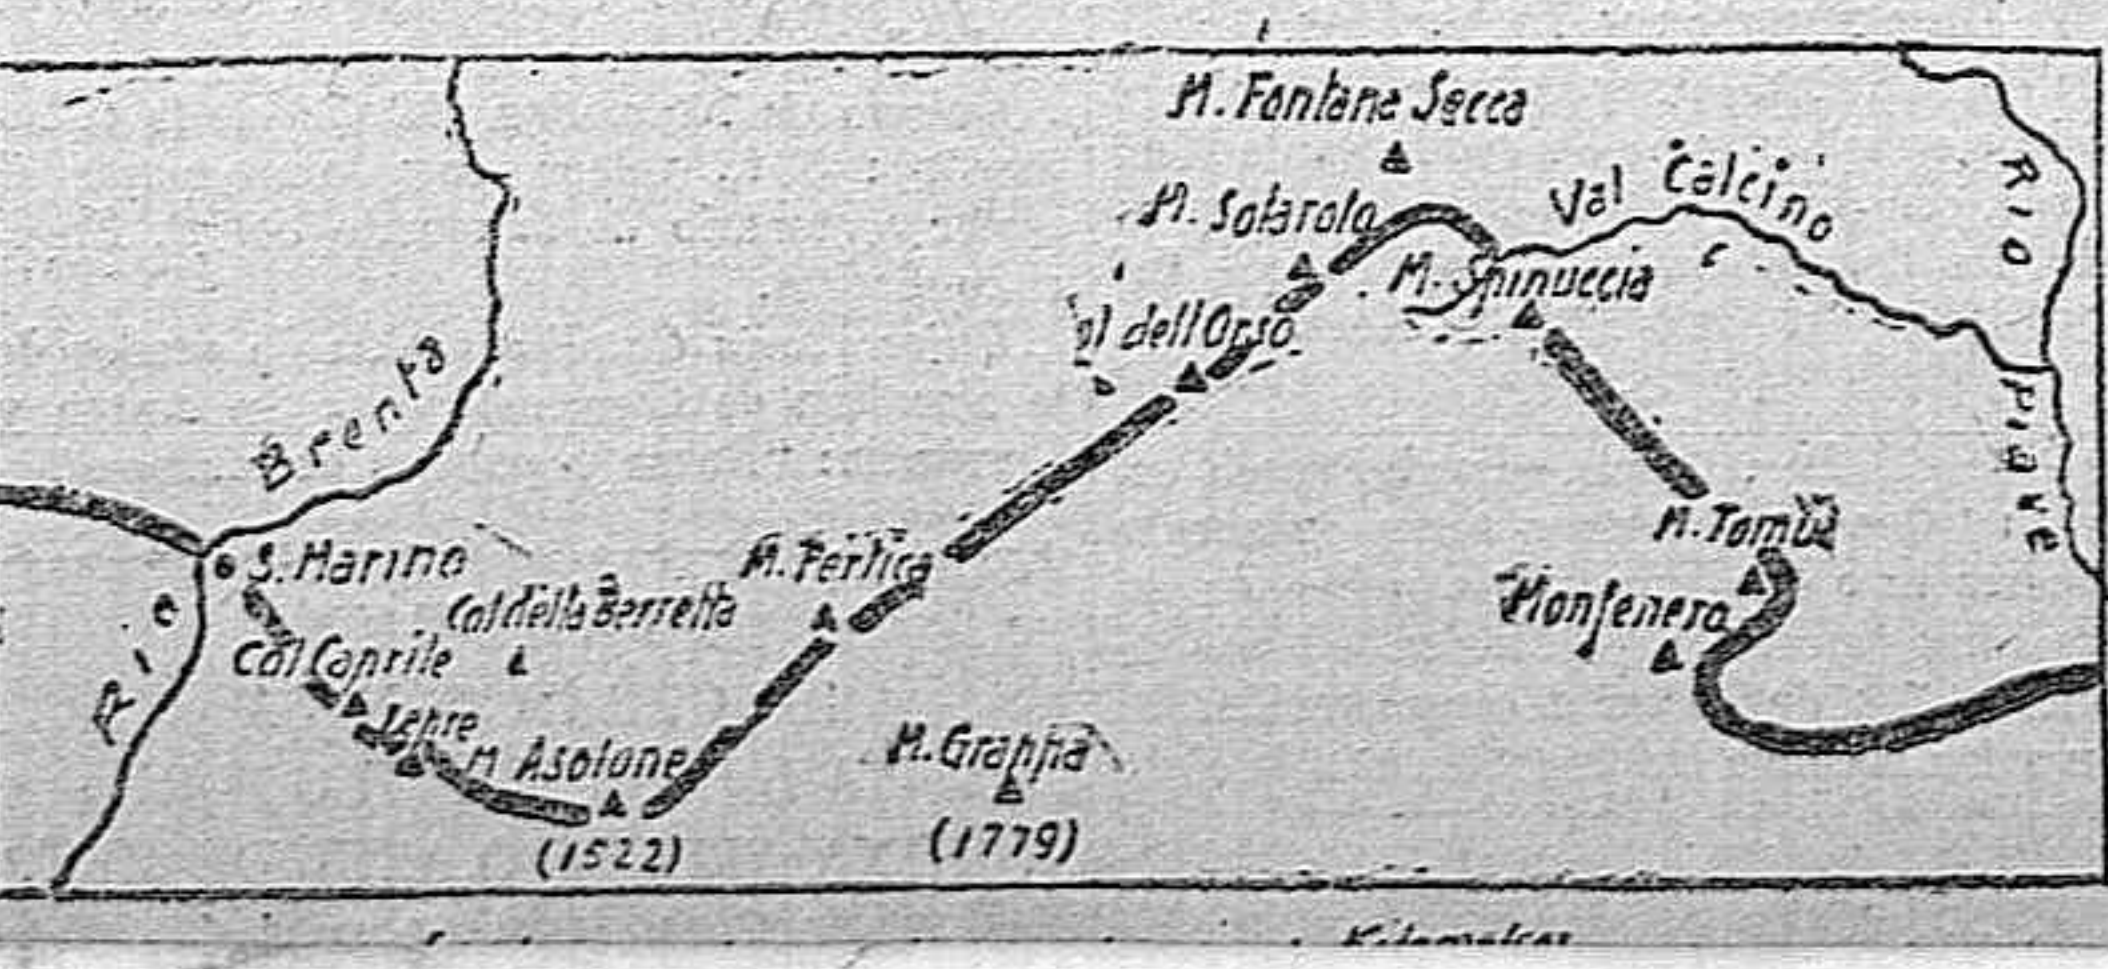 M. Fontana Secca
M. Solarolo
Val Calcino
Rio
Piave
M. Spinuccia
dell'Orso
Brenta
Rio
S. Marino
Col della Berretta
M. Pertica
M. Tomba
Monfenera
Col Caprile
M. Asolone
(1522)
M. Grappa
(1779)